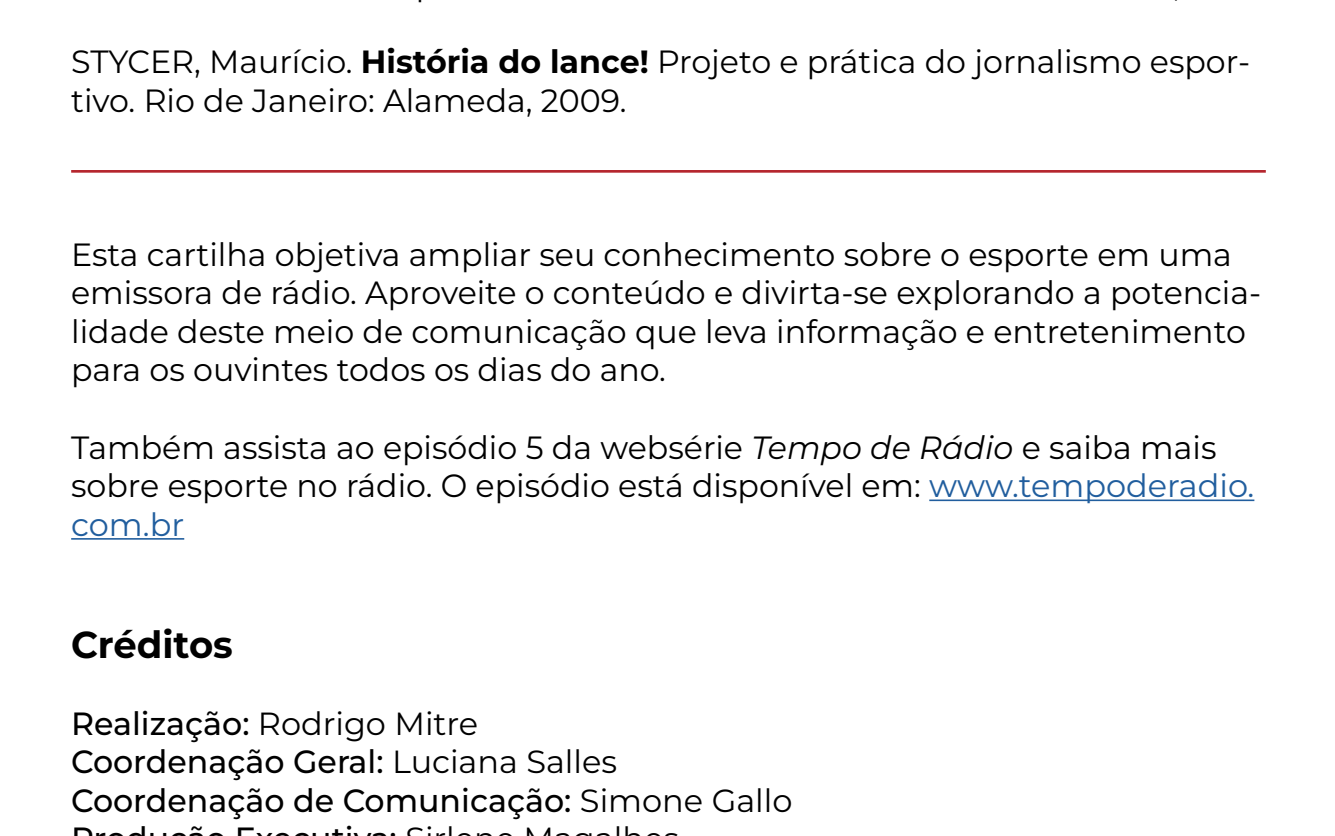 STYCER, Maurício. História do lance! Projeto e prática do jornalismo espor-
tivo. Rio de Janeiro: Alameda, 2009.
Esta cartilha objetiva ampliar seu conhecimento sobre o esporte em uma
emissora de rádio. Aproveite o conteúdo e divirta-se explorando a potencia-
lidade deste meio de comunicação que leva informação e entretenimento
para os ouvintes todos os dias do ano.
Também assista ao episódio 5 da websérie Tempo de Rádio e saiba mais
sobre esporte no rádio. O episódio está disponível em: www.tempoderadio.
com.br
Créditos
Realização: Rodrigo Mitre
Coordenação Geral: Luciana Salles
Coordenação de Comunicação: Simone Gallo
Produção Executiva: Sirlene Magalhes